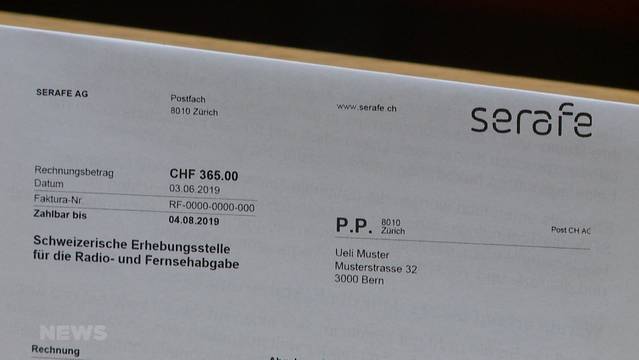 SERAFE AG
Postfach
8010 Zürich
www.serafe.ch
serafe
Rechnungsbetrag CHF 365.00
Datum 03.06.2019
Faktura-Nr RF-0000-0000-000
Zahlbar bis 04.08.2019
P.P. 8010 Zürich
Post CH AG
Schweizerische Erhebungsstelle
für die Radio- und Fernsehabgabe
Ueli Muster
Musterstrasse 32
3000 Bern
NEWS
Rechnung